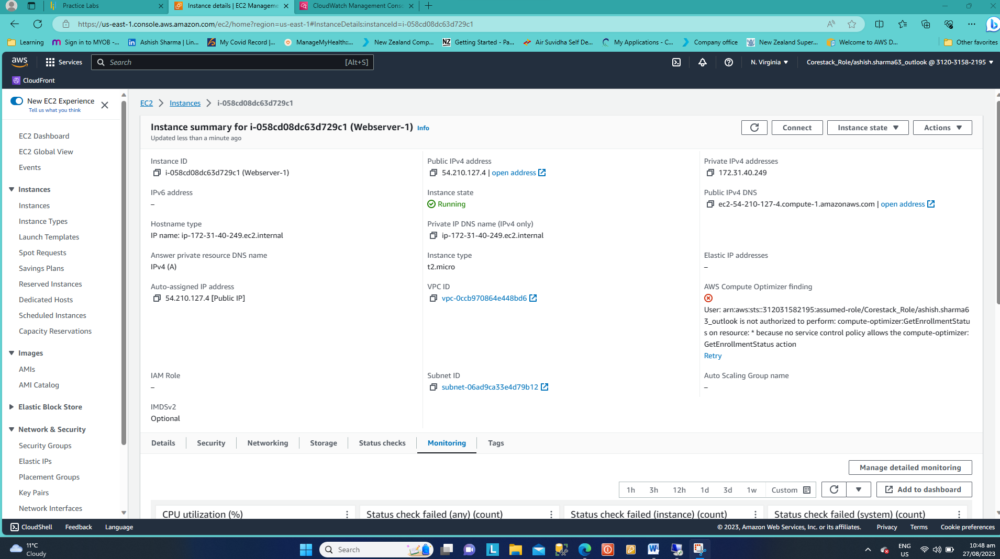 Practice Labs
Instance details | EC2 Manageme
CloudWatch Management Conso
https://us-east-1.console.aws.amazon.com/ec2/home?region=us-east-1#InstanceDetails:instanceId=i-058cd08dc63d729c1
Learning
Sign in to MYOB -...
Ashish Sharma | Lin...
My Covid Record |...
ManageMyHealth::...
New Zealand Comp...
Getting Started - Pa...
Air Suvidha Self De...
My Applications - C...
Company office
New Zealand Super...
Welcome to AWS D...
Other favorites
aws
Services
Search
[Alt+S]
N. Virginia
Corestack_Role/ashish.sharma63_outlook @ 3120-3158-2195
CloudFront
New EC2 Experience
Tell us what you think
EC2 Dashboard
EC2 Global View
Events
Instances
Instances
Instance Types
Launch Templates
Spot Requests
Savings Plans
Reserved Instances
Dedicated Hosts
Scheduled Instances
Capacity Reservations
Images
AMIs
AMI Catalog
Elastic Block Store
Network & Security
Security Groups
Elastic IPs
Placement Groups
Key Pairs
Network Interfaces
EC2 > Instances > i-058cd08dc63d729c1
Instance summary for i-058cd08dc63d729c1 (Webserver-1) Info
Updated less than a minute ago
Connect
Instance state
Actions
Instance ID
i-058cd08dc63d729c1 (Webserver-1)
Public IPv4 address
54.210.127.4 | open address
Private IPv4 addresses
172.31.40.249
IPv6 address
–
Instance state
Running
Public IPv4 DNS
ec2-54-210-127-4.compute-1.amazonaws.com | open address
Hostname type
IP name: ip-172-31-40-249.ec2.internal
Private IP DNS name (IPv4 only)
ip-172-31-40-249.ec2.internal
Answer private resource DNS name
IPv4 (A)
Instance type
t2.micro
Elastic IP addresses
–
Auto-assigned IP address
54.210.127.4 [Public IP]
VPC ID
vpc-0ccb970864e448bd6
AWS Compute Optimizer finding
User: arn:aws:sts::312031582195:assumed-role/Corestack_Role/ashish.sharma6
3_outlook is not authorized to perform: compute-optimizer:GetEnrollmentStatu
s on resource: * because no service control policy allows the compute-optimizer:
GetEnrollmentStatus action
Retry
IAM Role
–
Subnet ID
subnet-06ad9ca33e4d79b12
Auto Scaling Group name
–
IMDSv2
Optional
Details
Security
Networking
Storage
Status checks
Monitoring
Tags
Manage detailed monitoring
1h
3h
12h
1d
3d
1w
Custom
Add to dashboard
CPU utilization (%)
Status check failed (any) (count)
Status check failed (instance) (count)
Status check failed (system) (count)
CloudShell
Feedback
Language
© 2023, Amazon Web Services, Inc. or its affiliates.
Privacy
Terms
Cookie preferences
11°C
Cloudy
Search
ENG
US
10:48 am
27/08/2023